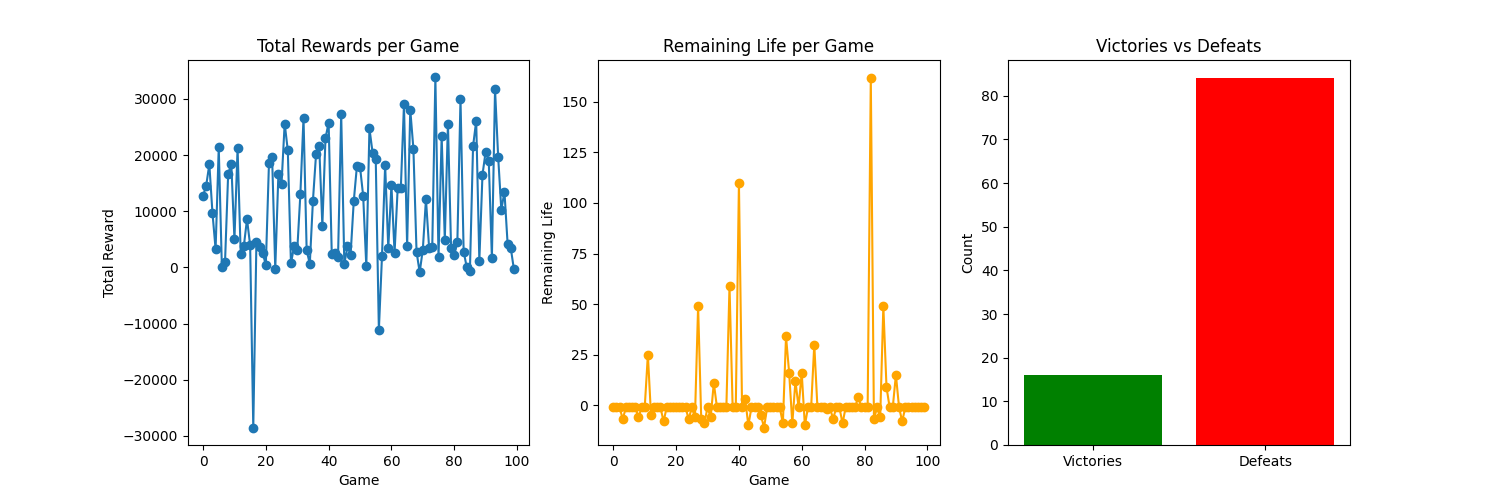 Total Rewards per Game
Total Reward
30000
20000
10000
0
−10000
−20000
−30000
0 20 40 60 80 100
Game
Remaining Life per Game
Remaining Life
150
125
100
75
50
25
0
0 20 40 60 80 100
Game
Victories vs Defeats
Count
80
70
60
50
40
30
20
10
0
Victories Defeats